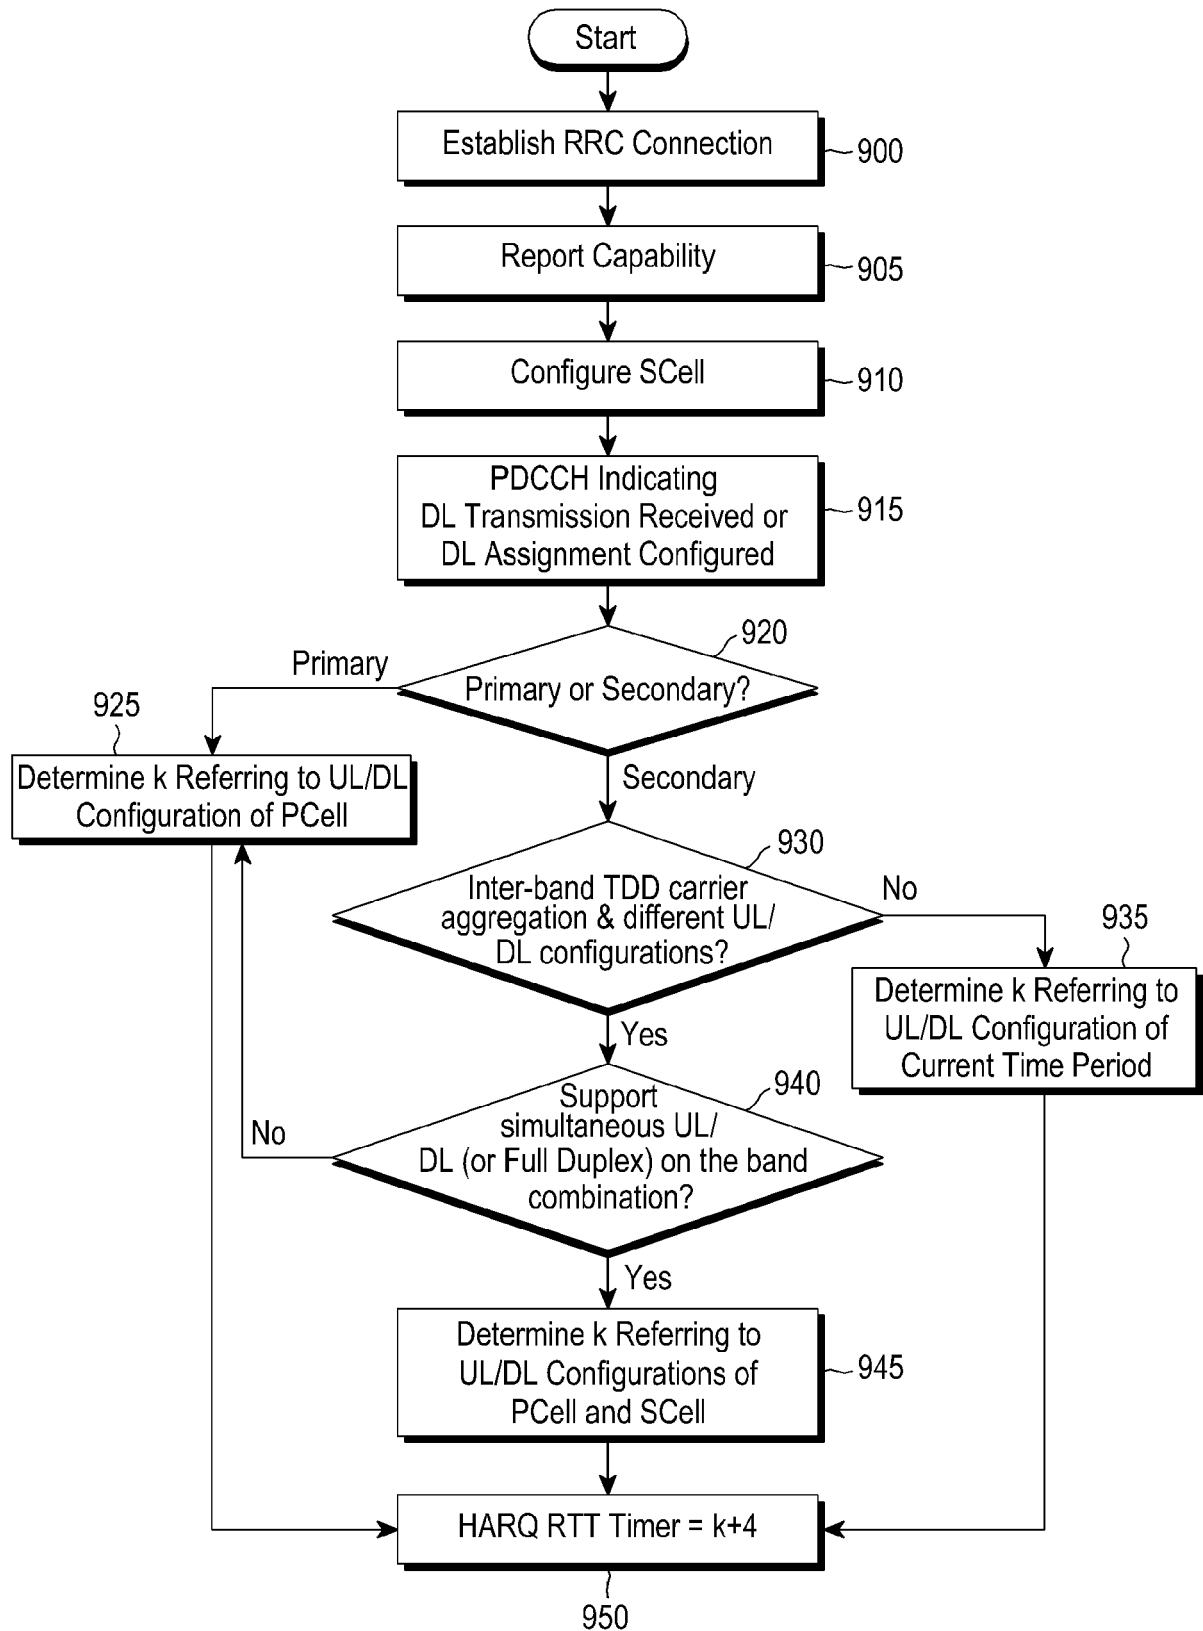 Start
Establish RRC Connection
900
Report Capability
905
Configure SCell
910
PDCCH Indicating
DL Transmission Received or
DL Assignment Configured
915
920
Primary or Secondary?
Primary
Secondary
925
Determine k Referring to UL/DL
Configuration of PCell
930
Inter-band TDD carrier
aggregation & different UL/
DL configurations?
No
Yes
935
Determine k Referring to
UL/DL Configuration of
Current Time Period
940
Support
simultaneous UL/
DL (or Full Duplex) on the band
combination?
No
Yes
Determine k Referring to
UL/DL Configurations of
PCell and SCell
945
HARQ RTT Timer = k+4
950